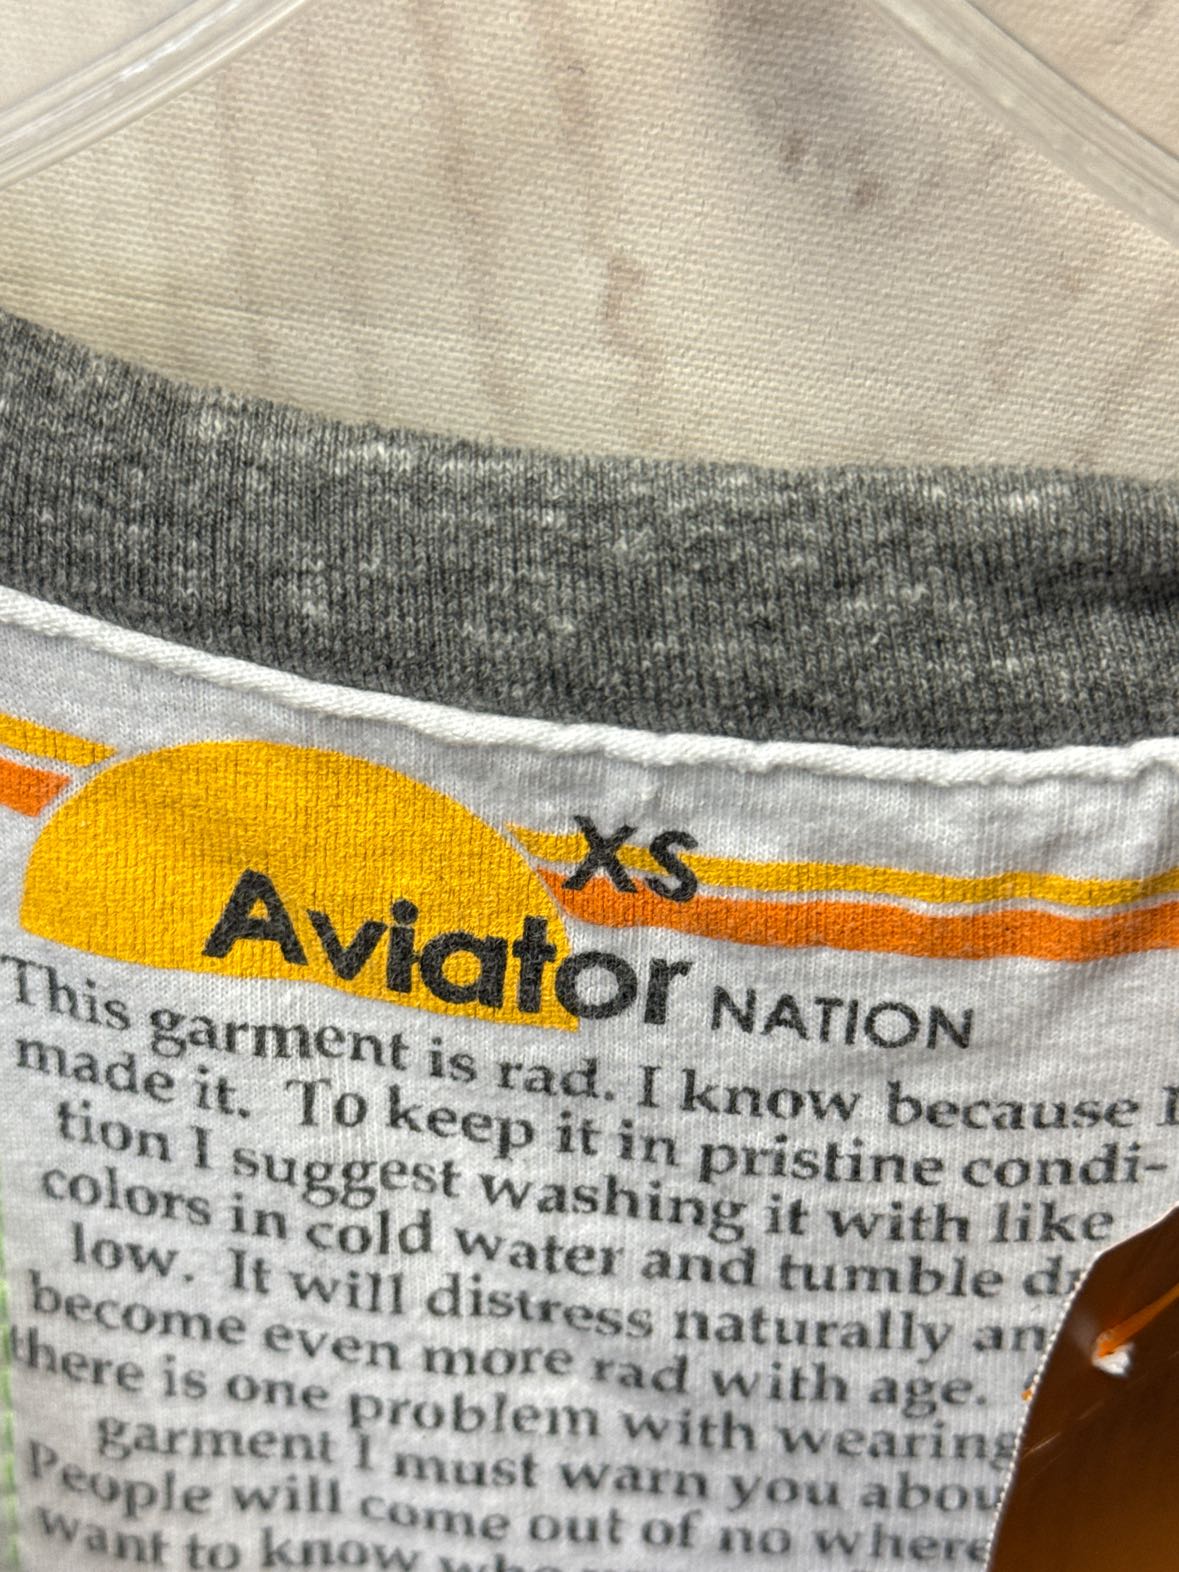 XS
Aviator NATION
This garment is rad. I know because I
made it. To keep it in pristine condi-
tion I suggest washing it with like
colors in cold water and tumble
low. It will distress naturally
become even more rad with age.
there is one problem with wearing
garment I must warn you
People will come out of no where
want to know